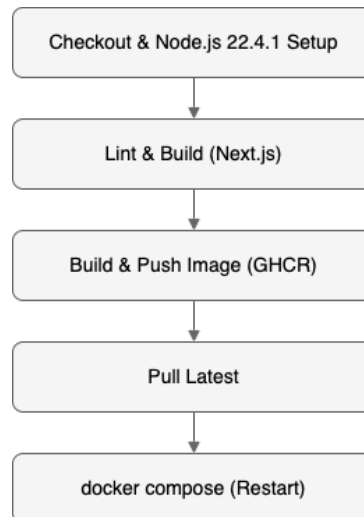 Checkout & Node.js 22.4.1 Setup
Lint & Build (Next.js)
Build & Push Image (GHCR)
Pull Latest
docker compose (Restart)